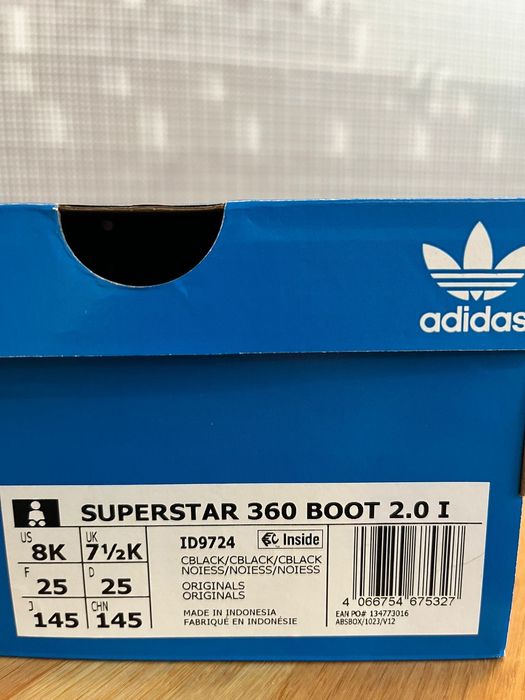 adidas
SUPERSTAR 360 BOOT 2.0 I
US 8K UK 7½K
F 25 D 25
J 145 CHN 145
ID9724 Inside
CBLACK/CBLACK/CBLACK
NOIESS/NOIESS/NOIESS
ORIGINALS
ORIGINALS
MADE IN INDONESIA
FABRIQUÉ EN INDONÉSIE
4 066754 675327
EAN PO# 134773016
ABSBOX/1023/V12